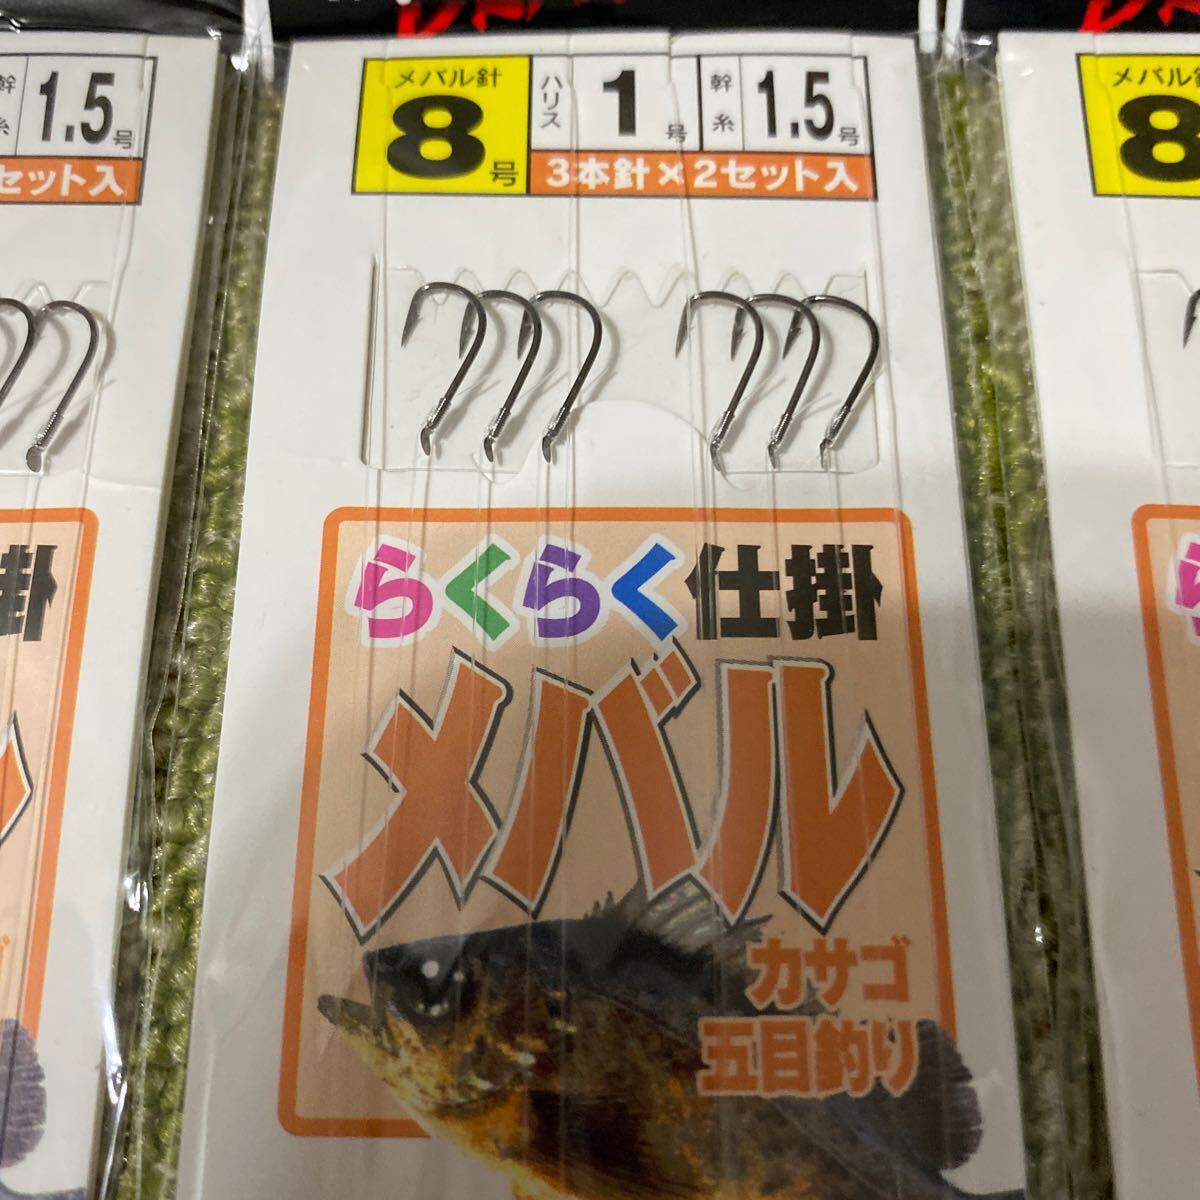 幹糸 1.5号
セット入
掛
メバル針 8号 ハリス 1号 幹糸 1.5号
3本針×2セット入
らくらく仕掛
メバル
カサゴ
五目釣り
メバル針
8